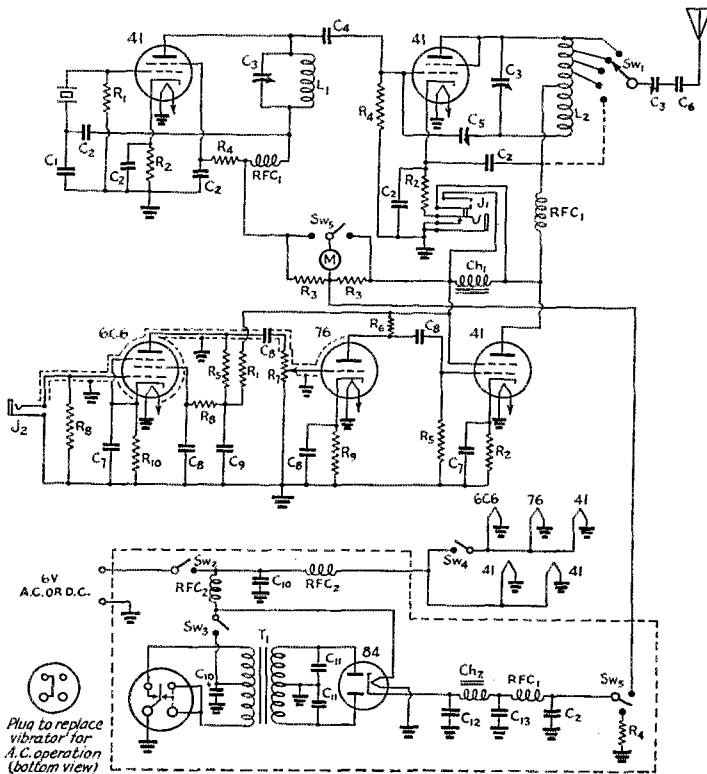 41
C4
41
C3
L1
R1
C2
C1
C2
R2
C2
R4
RFC1
R4
C3
C5
C2
L2
Sw1
C3
C6
R2
C2
J1
RFC1
Sw5
M
R3
R3
Ch1
6C6
C8
R5
R1
R7
76
R6
C8
41
J2
R8
C7
R10
C8
R8
C9
C8
R9
R5
C7
R2
6C6
76
41
Sw4
41
41
6V
A.C. OR D.C.
Sw2
RFC2
C10
RFC2
Sw3
C10
T1
C11
C11
84
Ch2
RFC1
C12
C13
C2
Sw5
R4
Plug to replace
vibrator for
A.C. operation
(bottom view)